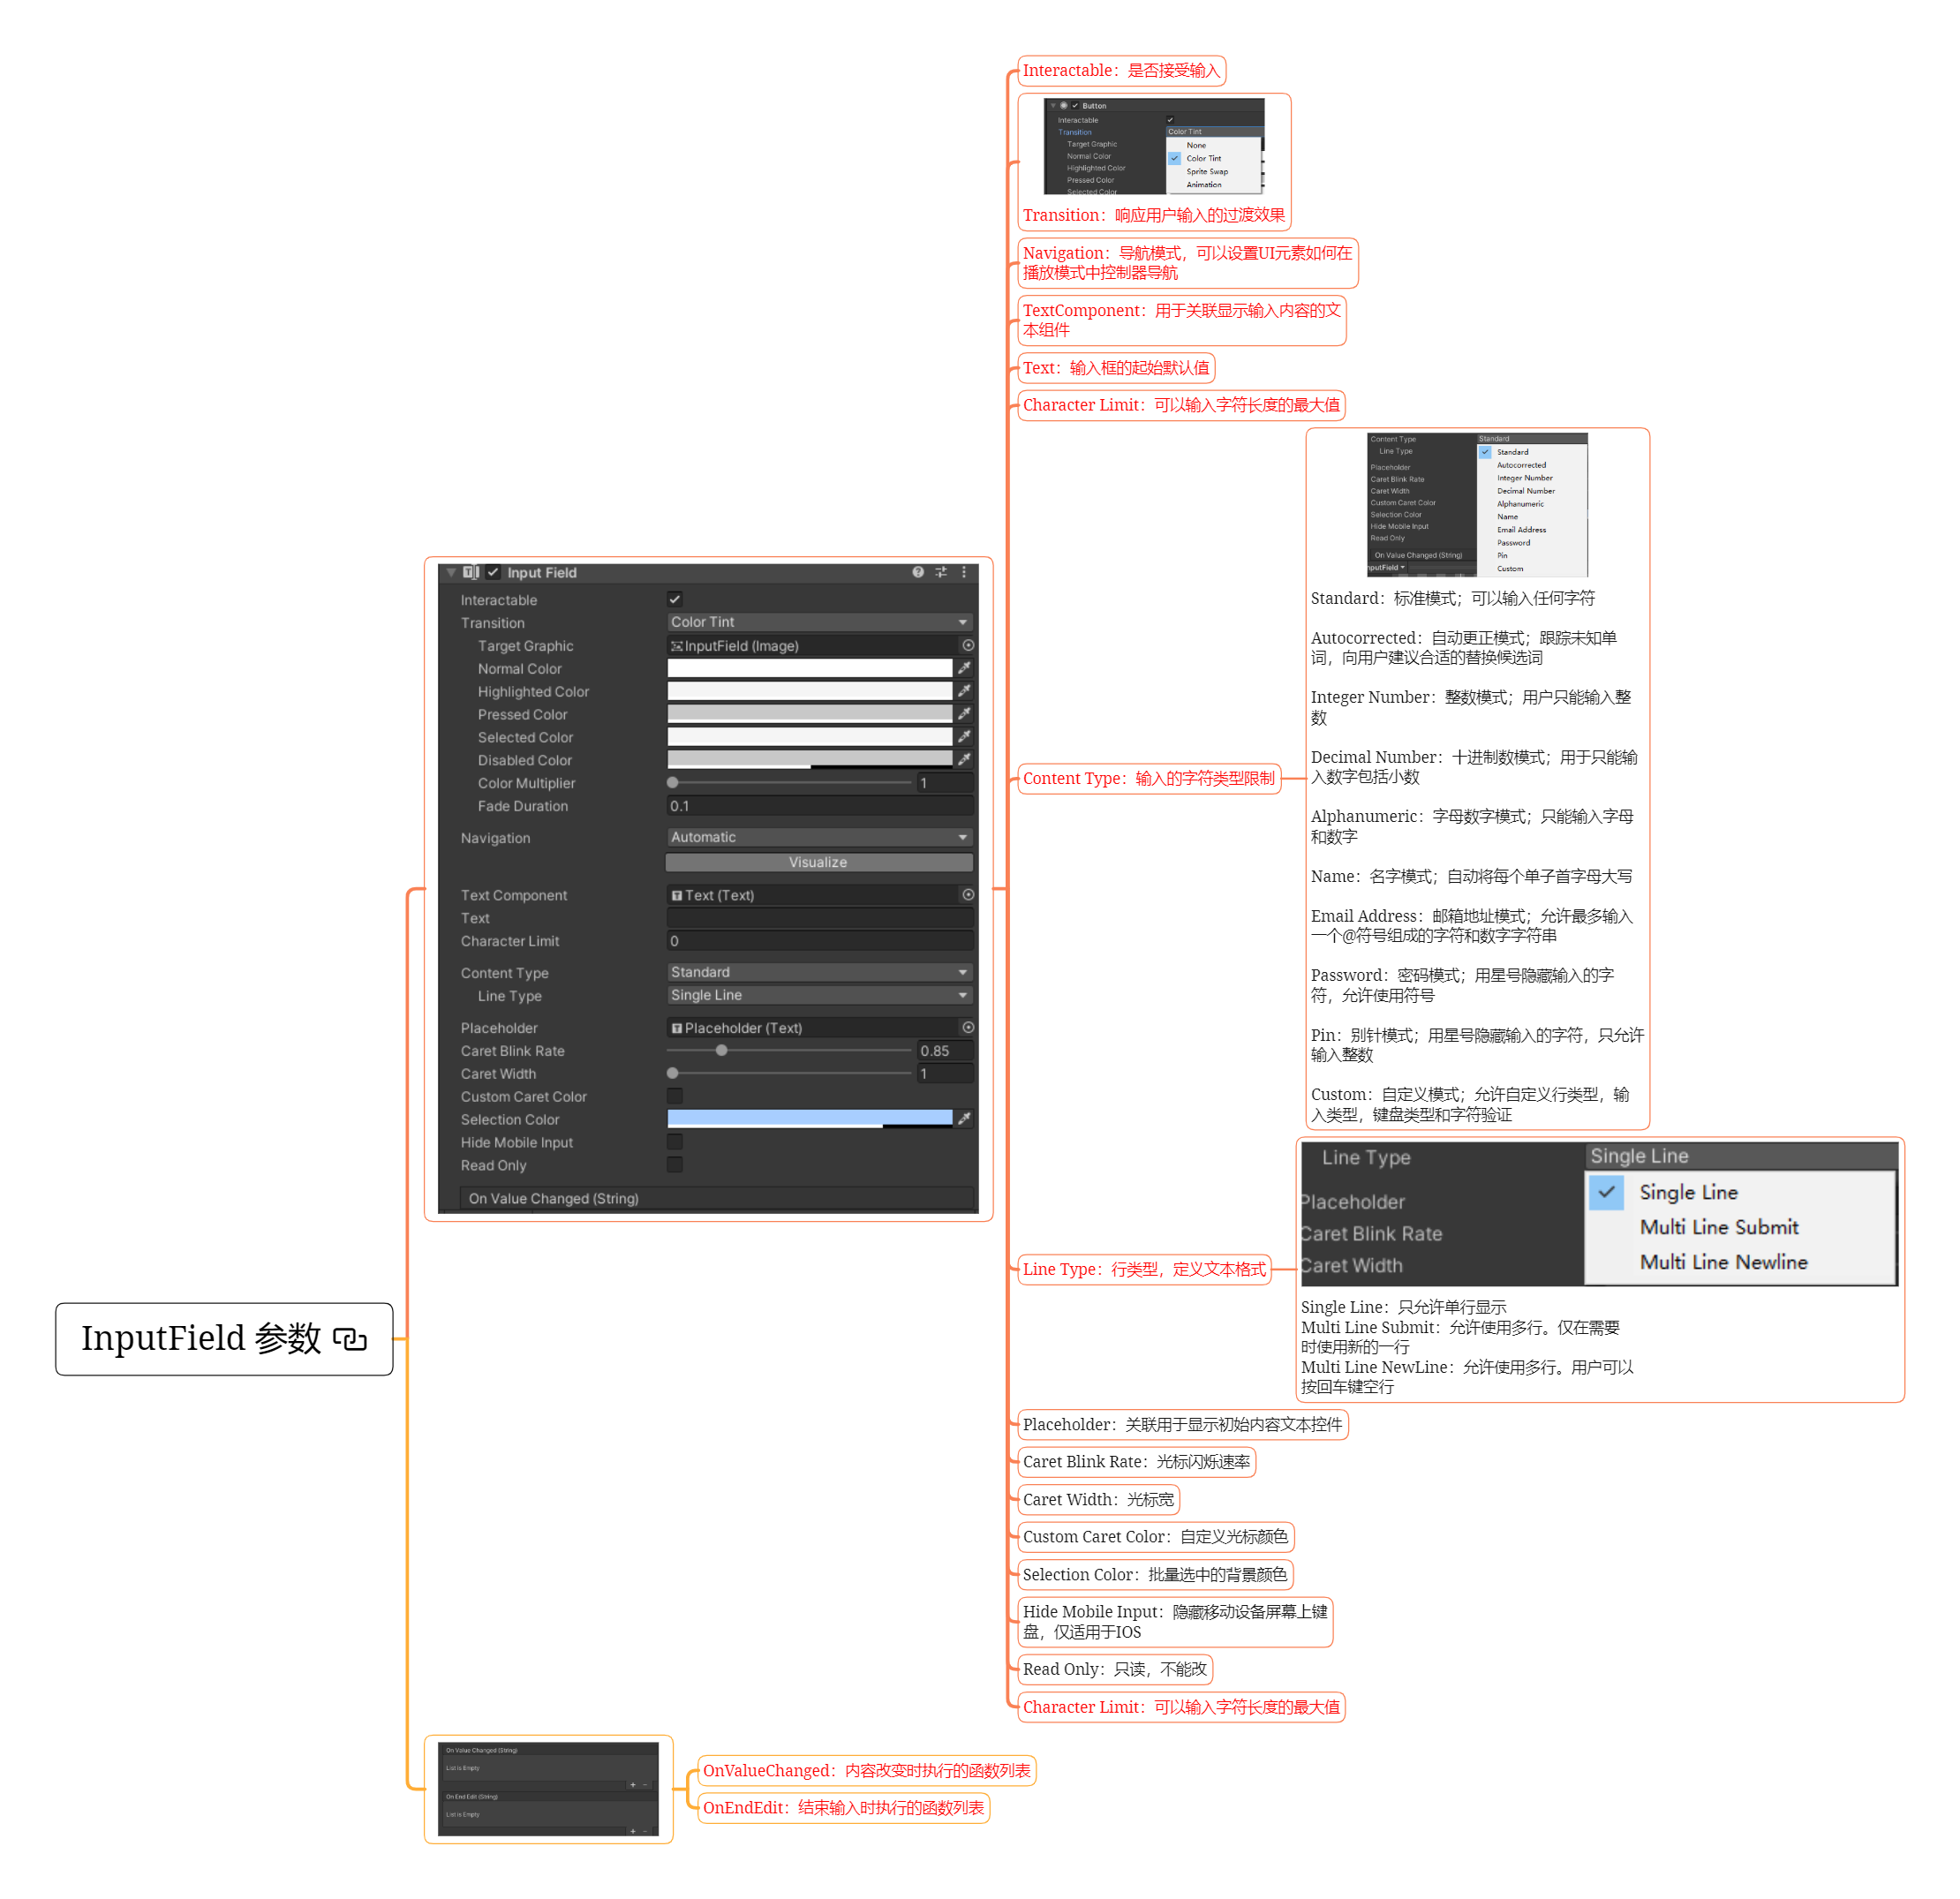 InputField 参数
Input Field
Interactable
Transition
Color Tint
Target Graphic
InputField (Image)
Normal Color
Highlighted Color
Pressed Color
Selected Color
Disabled Color
Color Multiplier
1
Fade Duration
0.1
Navigation
Automatic
Visualize
Text Component
Text (Text)
Text
Character Limit
0
Content Type
Standard
Line Type
Single Line
Placeholder
Placeholder (Text)
Caret Blink Rate
0.85
Caret Width
1
Custom Caret Color
Selection Color
Hide Mobile Input
Read Only
On Value Changed (String)
Interactable：是否接受输入
Button
Interactable
Transition
Color Tint
Target Graphic
None
Normal Color
Color Tint
Highlighted Color
Sprite Swap
Pressed Color
Animation
Selected Color
Transition：响应用户输入的过渡效果
Navigation：导航模式，可以设置UI元素如何在
播放模式中控制器导航
TextComponent：用于关联显示输入内容的文
本组件
Text：输入框的起始默认值
Character Limit：可以输入字符长度的最大值
Content Type：输入的字符类型限制
Content Type
Standard
Line Type
Standard
Autocorrected
Placeholder
Integer Number
Caret Blink Rate
Decimal Number
Caret Width
Alphanumeric
Custom Caret Color
Name
Selection Color
Email Address
Hide Mobile Input
Password
Read Only
Pin
On Value Changed (String)
Custom
nputField
Standard：标准模式；可以输入任何字符
Autocorrected：自动更正模式；跟踪未知单
词，向用户建议合适的替换候选词
Integer Number：整数模式；用户只能输入整
数
Decimal Number：十进制数模式；用于只能输
入数字包括小数
Alphanumeric：字母数字模式；只能输入字母
和数字
Name：名字模式；自动将每个单子首字母大写
Email Address：邮箱地址模式；允许最多输入
一个@符号组成的字符和数字字符串
Password：密码模式；用星号隐藏输入的字
符，允许使用符号
Pin：别针模式；用星号隐藏输入的字符，只允许
输入整数
Custom：自定义模式；允许自定义行类型，输
入类型，键盘类型和字符验证
Line Type：行类型，定义文本格式
Line Type
Single Line
Single Line
Placeholder
Multi Line Submit
Caret Blink Rate
Multi Line Newline
Caret Width
Single Line：只允许单行显示
Multi Line Submit：允许使用多行。仅在需要
时使用新的一行
Multi Line NewLine：允许使用多行。用户可以
按回车键空行
Placeholder：关联用于显示初始内容文本控件
Caret Blink Rate：光标闪烁速率
Caret Width：光标宽
Custom Caret Color：自定义光标颜色
Selection Color：批量选中的背景颜色
Hide Mobile Input：隐藏移动设备屏幕上键
盘，仅适用于IOS
Read Only：只读，不能改
Character Limit：可以输入字符长度的最大值
On Value Changed (String)
List is Empty
+ -
On End Edit (String)
List is Empty
+ -
OnValueChanged：内容改变时执行的函数列表
OnEndEdit：结束输入时执行的函数列表